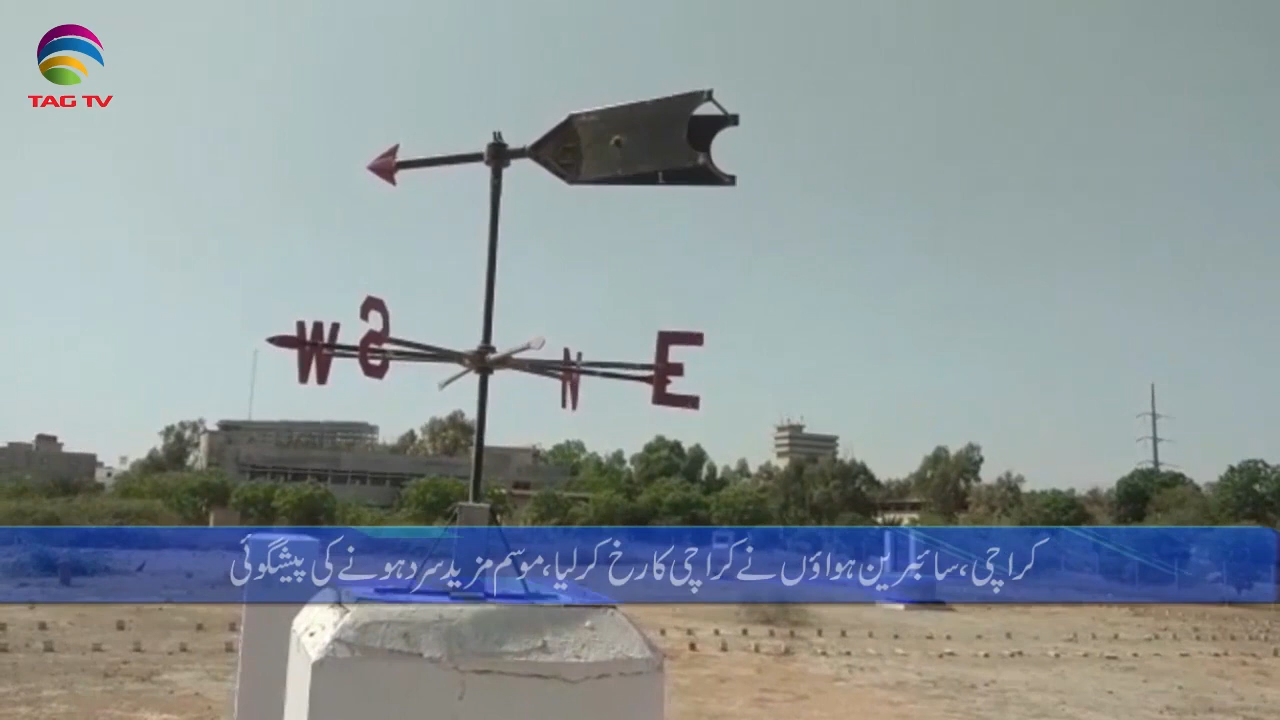 TAG TV
W S N E
کراچی، سائبرین ہواؤں نے کراچی کا رخ کرلیا، موسم مزید سرد ہونے کی پیشگوئی